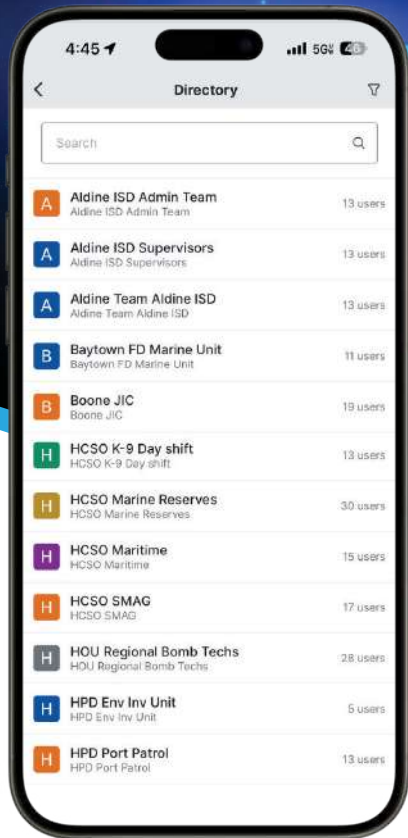 4:45
5G
46
Directory
Search
A
Aldine ISD Admin Team
Aldine ISD Admin Team
13 users
A
Aldine ISD Supervisors
Aldine ISD Supervisors
13 users
A
Aldine Team Aldine ISD
Aldine Team Aldine ISD
13 users
B
Baytown FD Marine Unit
Baytown FD Marine Unit
11 users
B
Boone JIC
Boone JIC
19 users
H
HCSO K-9 Day shift
HCSO K-9 Day shift
13 users
H
HCSO Marine Reserves
HCSO Marine Reserves
30 users
H
HCSO Maritime
HCSO Maritime
15 users
H
HCSO SMAG
HCSO SMAG
17 users
H
HOU Regional Bomb Techs
HOU Regional Bomb Techs
28 users
H
HPD Env Inv Unit
HPD Env Inv Unit
5 users
H
HPD Port Patrol
HPD Port Patrol
13 users